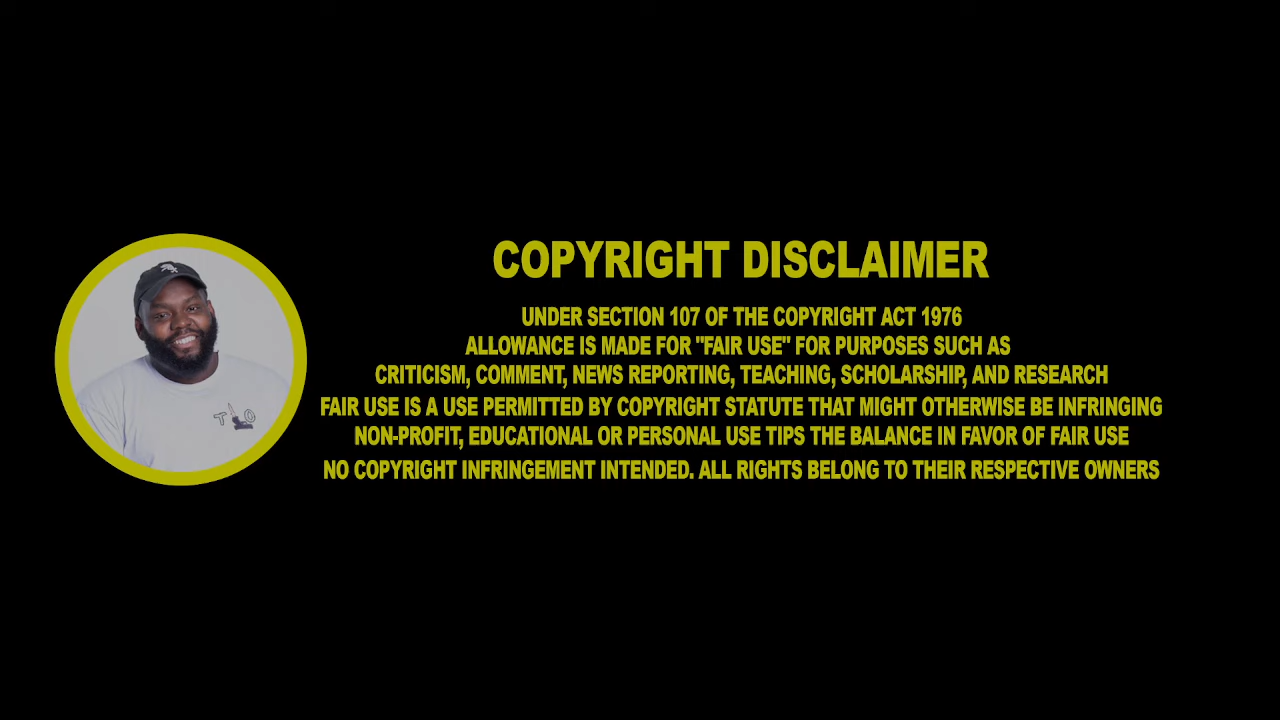 COPYRIGHT DISCLAIMER
UNDER SECTION 107 OF THE COPYRIGHT ACT 1976
ALLOWANCE IS MADE FOR "FAIR USE" FOR PURPOSES SUCH AS
CRITICISM, COMMENT, NEWS REPORTING, TEACHING, SCHOLARSHIP, AND RESEARCH
FAIR USE IS A USE PERMITTED BY COPYRIGHT STATUTE THAT MIGHT OTHERWISE BE INFRINGING
NON-PROFIT, EDUCATIONAL OR PERSONAL USE TIPS THE BALANCE IN FAVOR OF FAIR USE
NO COPYRIGHT INFRINGEMENT INTENDED. ALL RIGHTS BELONG TO THEIR RESPECTIVE OWNERS